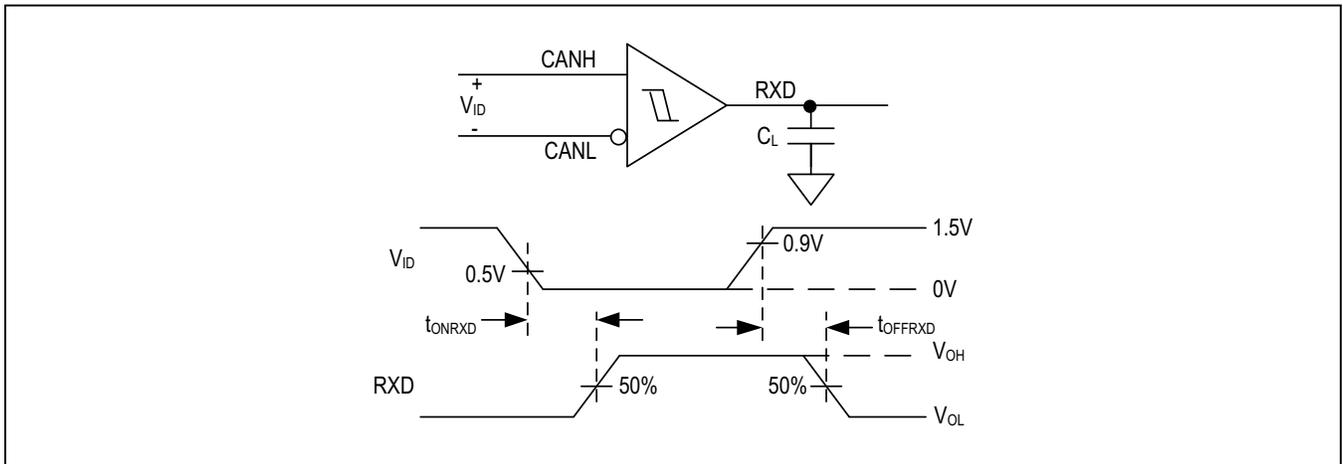 CANH
+
V_ID
-
CANL
RXD
C_L
V_ID
0.5V
0.9V
1.5V
0V
t_ONRXD
t_OFFRXD
RXD
50%
50%
V_OH
V_OL